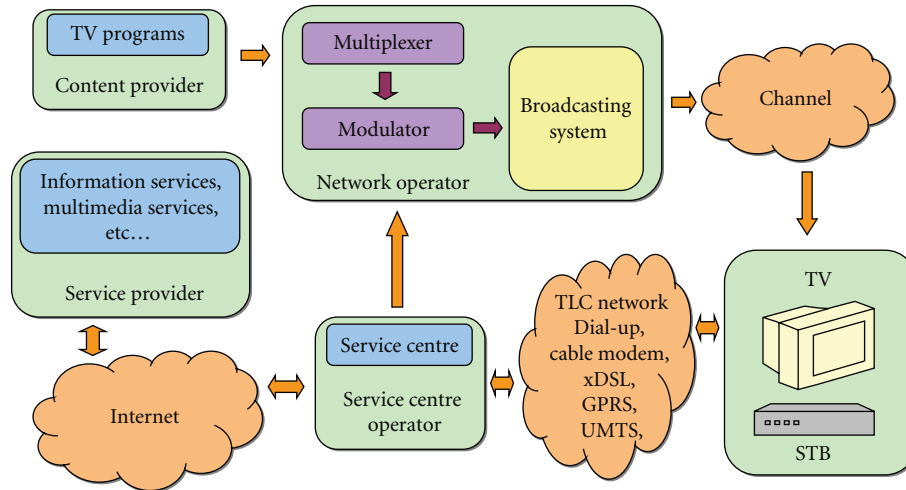 TV programs
Content provider
Multiplexer
Modulator
Broadcasting
system
Network operator
Channel
Information services,
multimedia services,
etc…
Service provider
Internet
Service centre
Service centre
operator
TLC network
Dial-up,
cable modem,
xDSL,
GPRS,
UMTS,
TV
STB